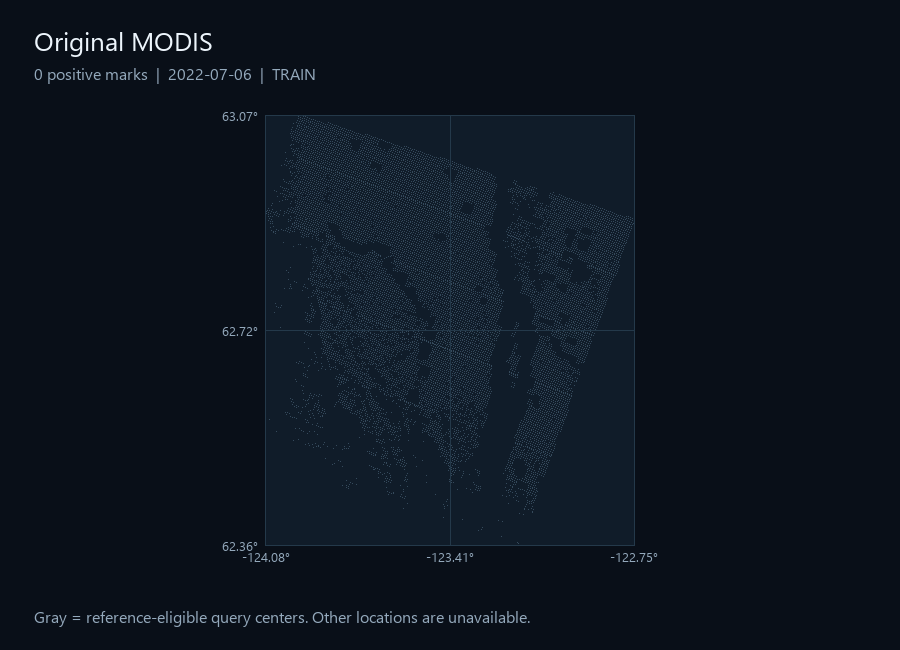 Original MODIS
0 positive marks | 2022-07-06 | TRAIN
63.07°
62.72°
62.36°
-124.08° -123.41° -122.75°
Gray = reference-eligible query centers. Other locations are unavailable.